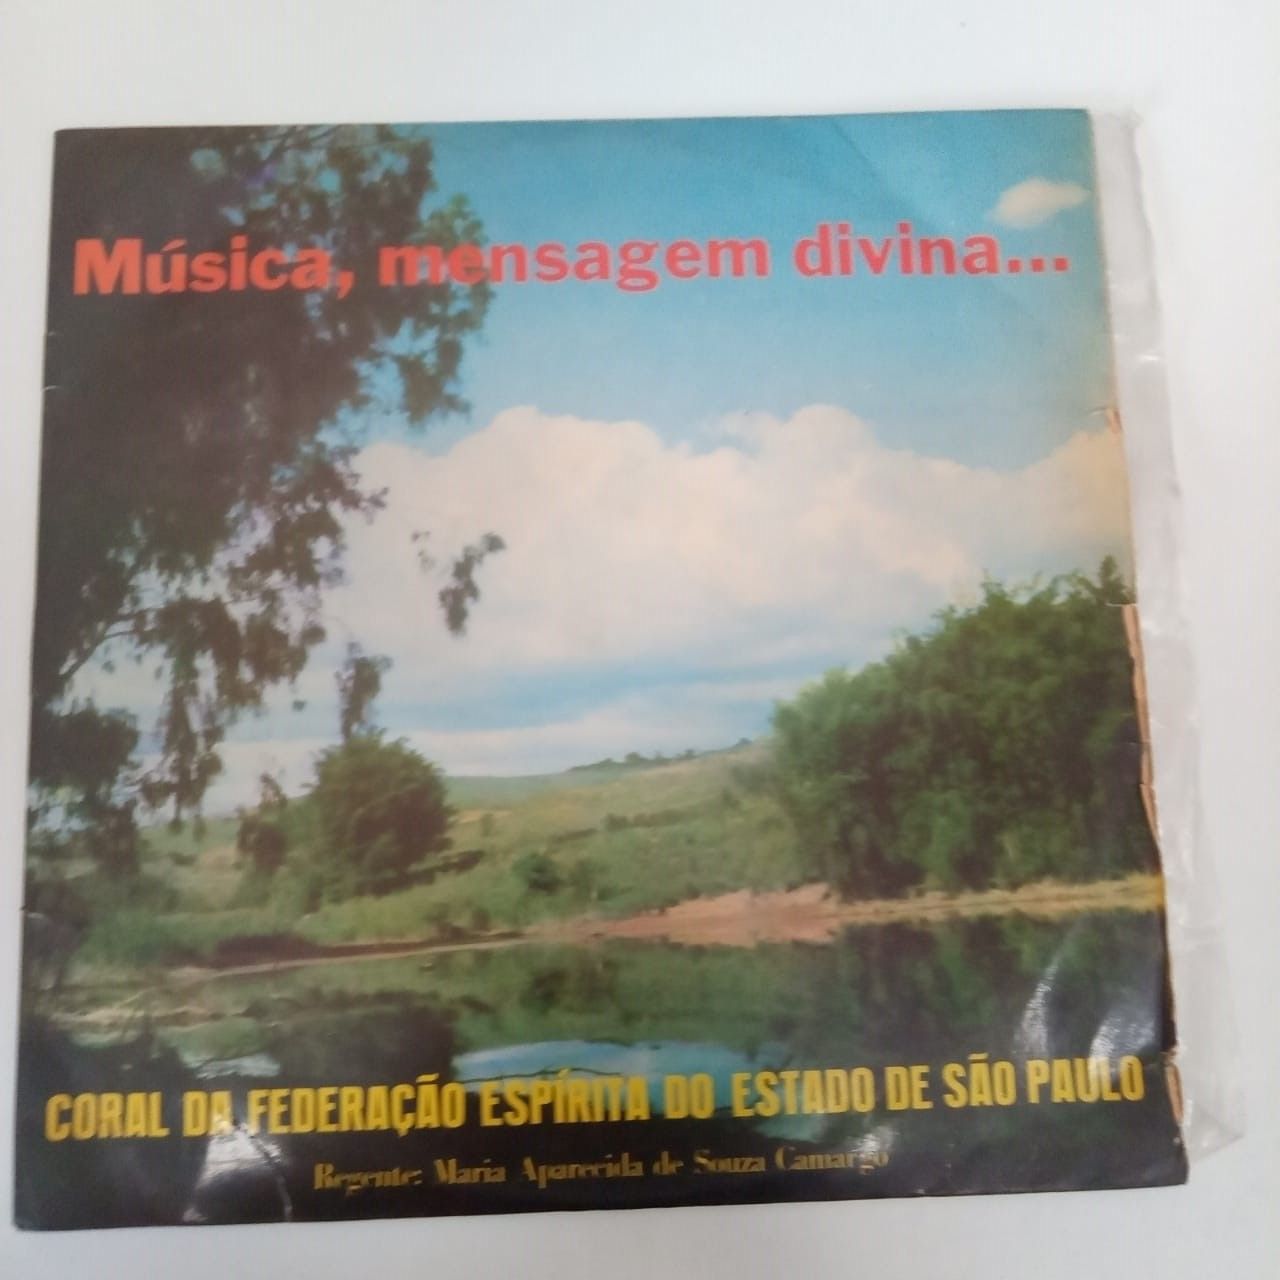 Música, mensagem divina...
CORAL DA FEDERAÇÃO ESPÍRITA DO ESTADO DE SÃO PAULO
Regente: Maria Aparecida de Souza Camargo